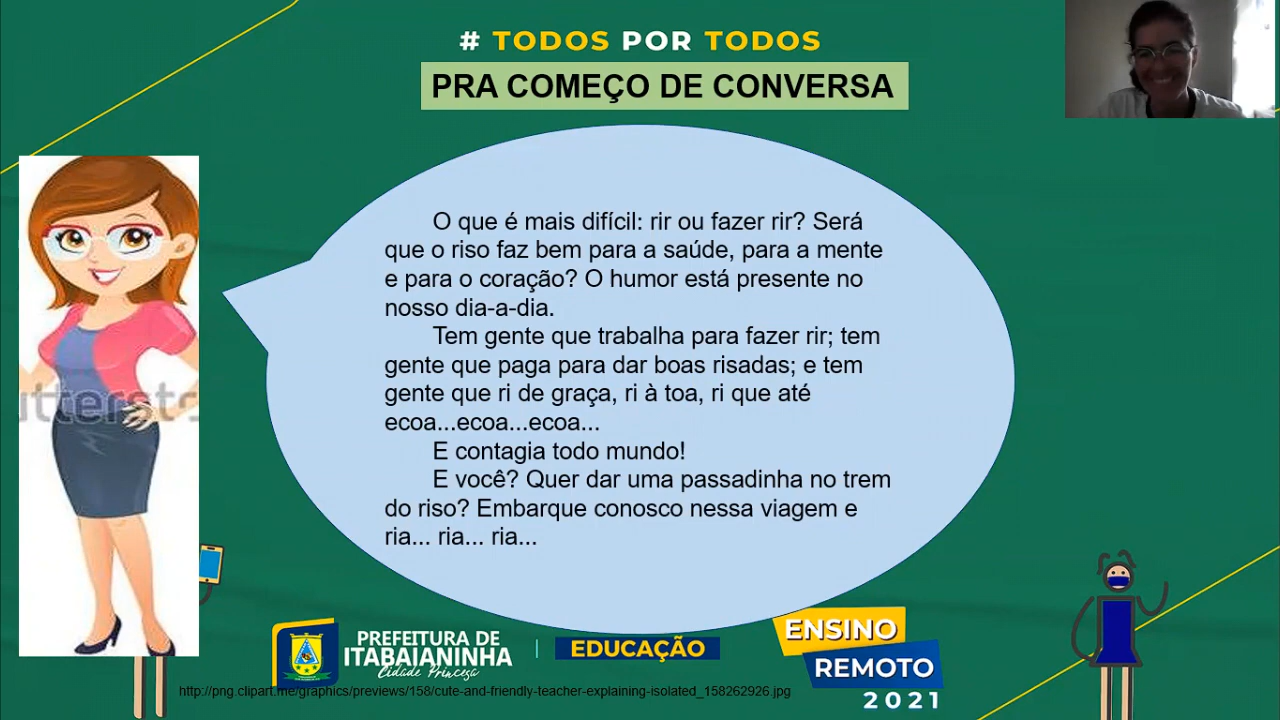 # TODOS POR TODOS
PRA COMEÇO DE CONVERSA
O que é mais difícil: rir ou fazer rir? Será
que o riso faz bem para a saúde, para a mente
e para o coração? O humor está presente no
nosso dia-a-dia.
Tem gente que trabalha para fazer rir; tem
gente que paga para dar boas risadas; e tem
gente que ri de graça, ri à toa, ri que até
ecoa...ecoa...ecoa...
E contagia todo mundo!
E você? Quer dar uma passadinha no trem
do riso? Embarque conosco nessa viagem e
ria... ria... ria...
PREFEITURA DE
ITABAIANINHA
Cidade Princesa
EDUCAÇÃO
ENSINO
REMOTO
2021
http://png.clipart.me/graphics/previews/158/cute-and-friendly-teacher-explaining-isolated_158262926.jpg